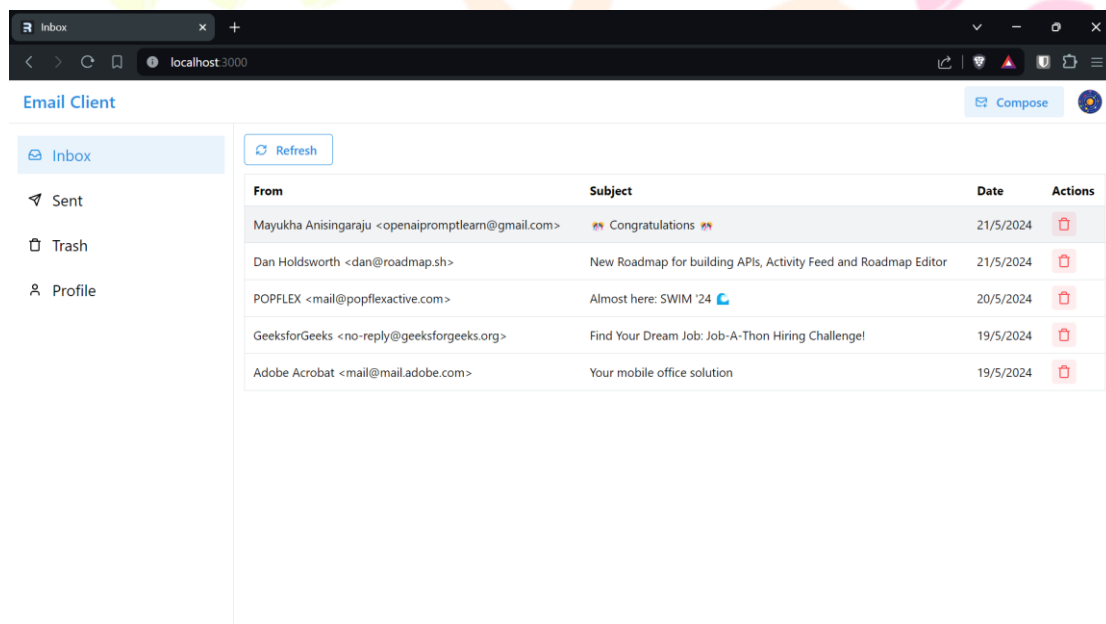 Inbox
localhost:3000
Email Client
Compose
Inbox
Sent
Trash
Profile
Refresh
From Subject Date Actions
Mayukha Anisingaraju <openaipromptlearn@gmail.com> 🎊 Congratulations 🎊 21/5/2024
Dan Holdsworth <dan@roadmap.sh> New Roadmap for building APIs, Activity Feed and Roadmap Editor 21/5/2024
POPFLEX <mail@popflexactive.com> Almost here: SWIM '24 🌊 20/5/2024
GeeksforGeeks <no-reply@geeksforgeeks.org> Find Your Dream Job: Job-A-Thon Hiring Challenge! 19/5/2024
Adobe Acrobat <mail@mail.adobe.com> Your mobile office solution 19/5/2024